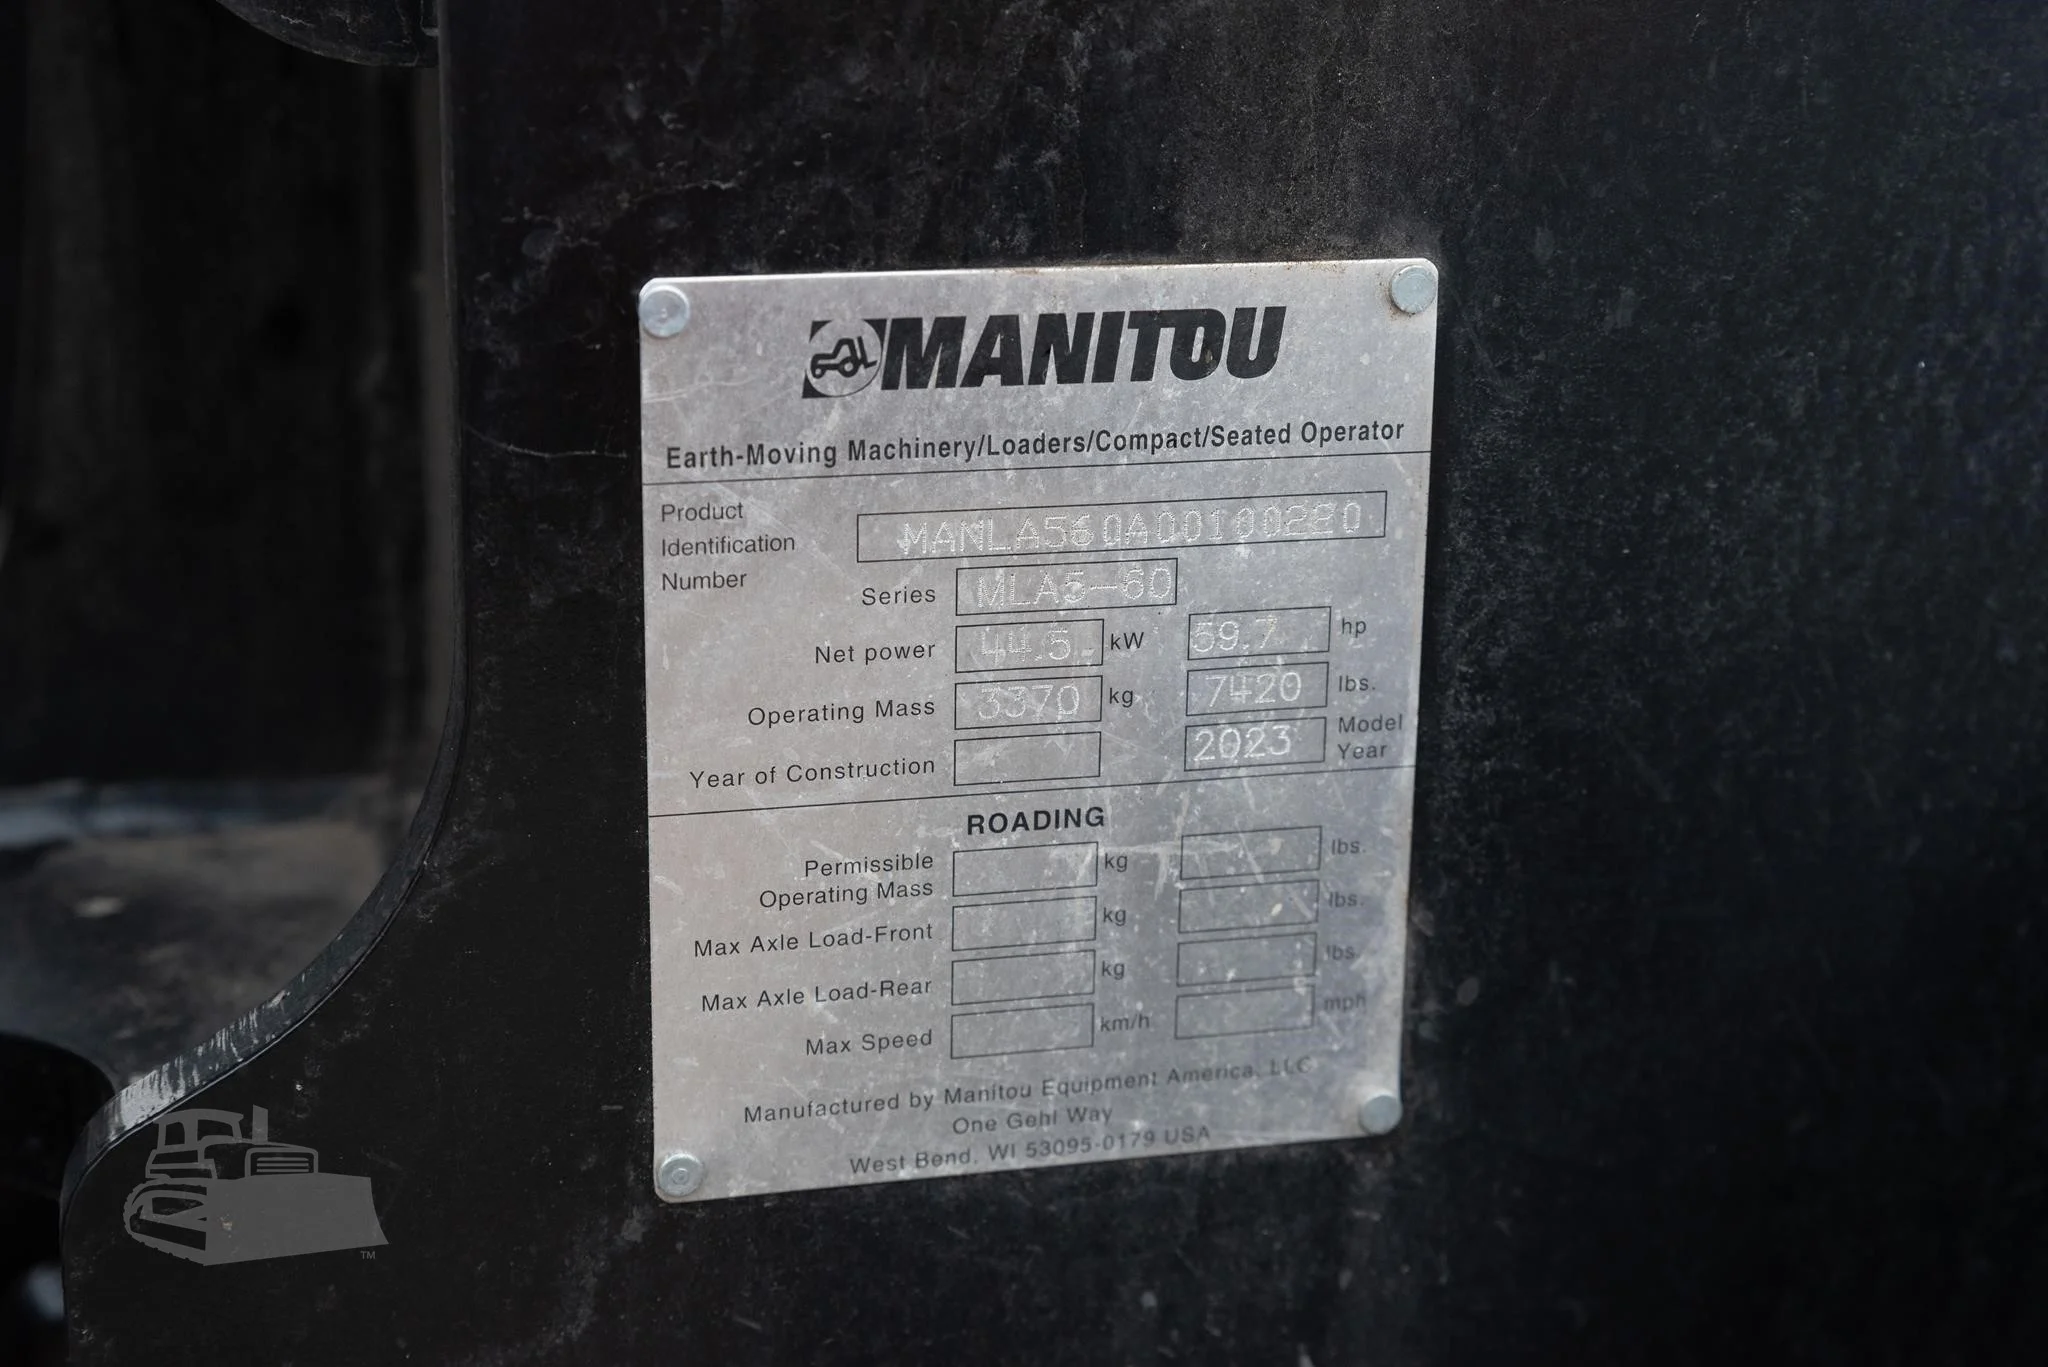 MANITOU
Earth-Moving Machinery/Loaders/Compact/Seated Operator
Product Identification Number MANLA560A00100280
Series MLA5-60
Net power 44.5 kW 59.7 hp
Operating Mass 3370 kg 7420 lbs.
Year of Construction 2023 Model Year
ROADING
Permissible Operating Mass kg lbs.
Max Axle Load-Front kg lbs.
Max Axle Load-Rear kg lbs.
Max Speed km/h mph
Manufactured by Manitou Equipment America, LLC
One Gehl Way
West Bend, WI 53095-0179 USA
TM